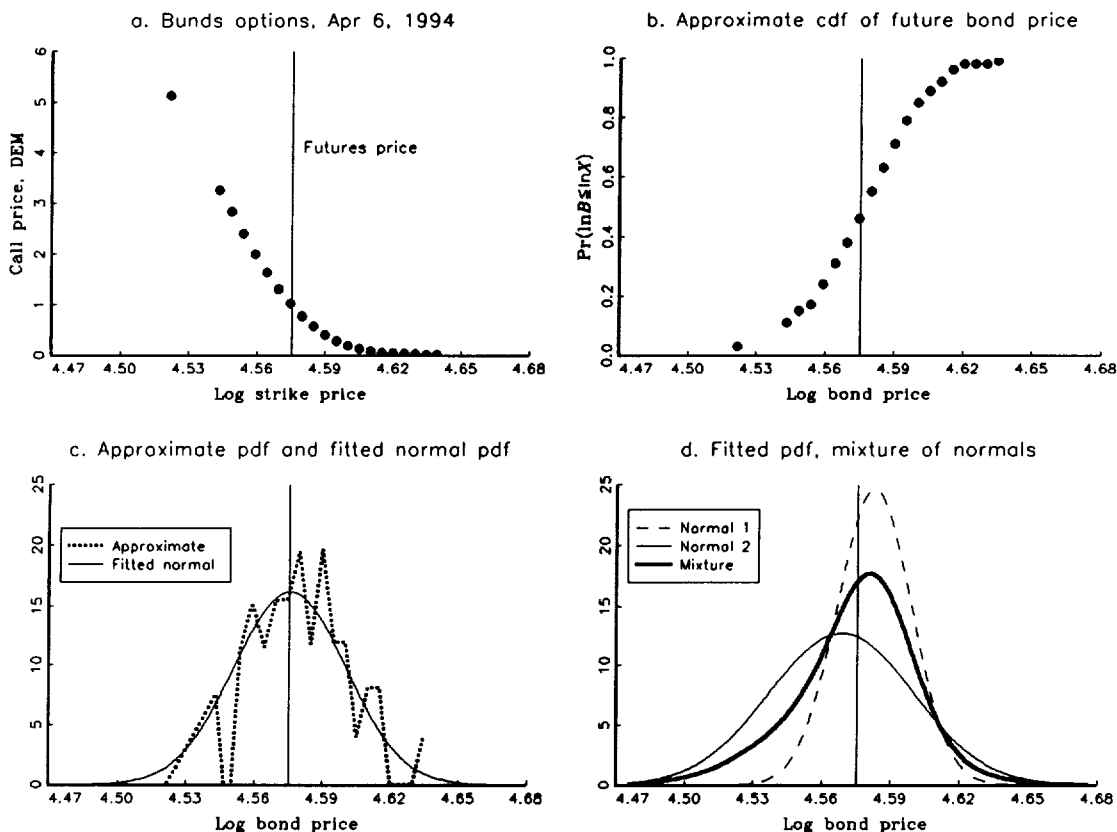 a. Bunds options, Apr 6, 1994
Call price, DEM
6
5
4
3
2
1
0
Futures price
4.47 4.50 4.53 4.56 4.59 4.62 4.65 4.68
Log strike price
b. Approximate cdf of future bond price
Pr(lnB≦lnX)
1.0
0.8
0.6
0.4
0.2
0.0
4.47 4.50 4.53 4.56 4.59 4.62 4.65 4.68
Log bond price
c. Approximate pdf and fitted normal pdf
25
20
15
10
5
0
Approximate
Fitted normal
4.47 4.50 4.53 4.56 4.59 4.62 4.65 4.68
Log bond price
d. Fitted pdf, mixture of normals
25
20
15
10
5
0
Normal 1
Normal 2
Mixture
4.47 4.50 4.53 4.56 4.59 4.62 4.65 4.68
Log bond price